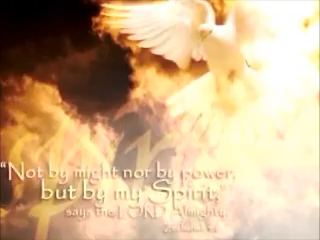 "Not by might nor by power,
but by my Spirit,"
says the LORD Almighty.